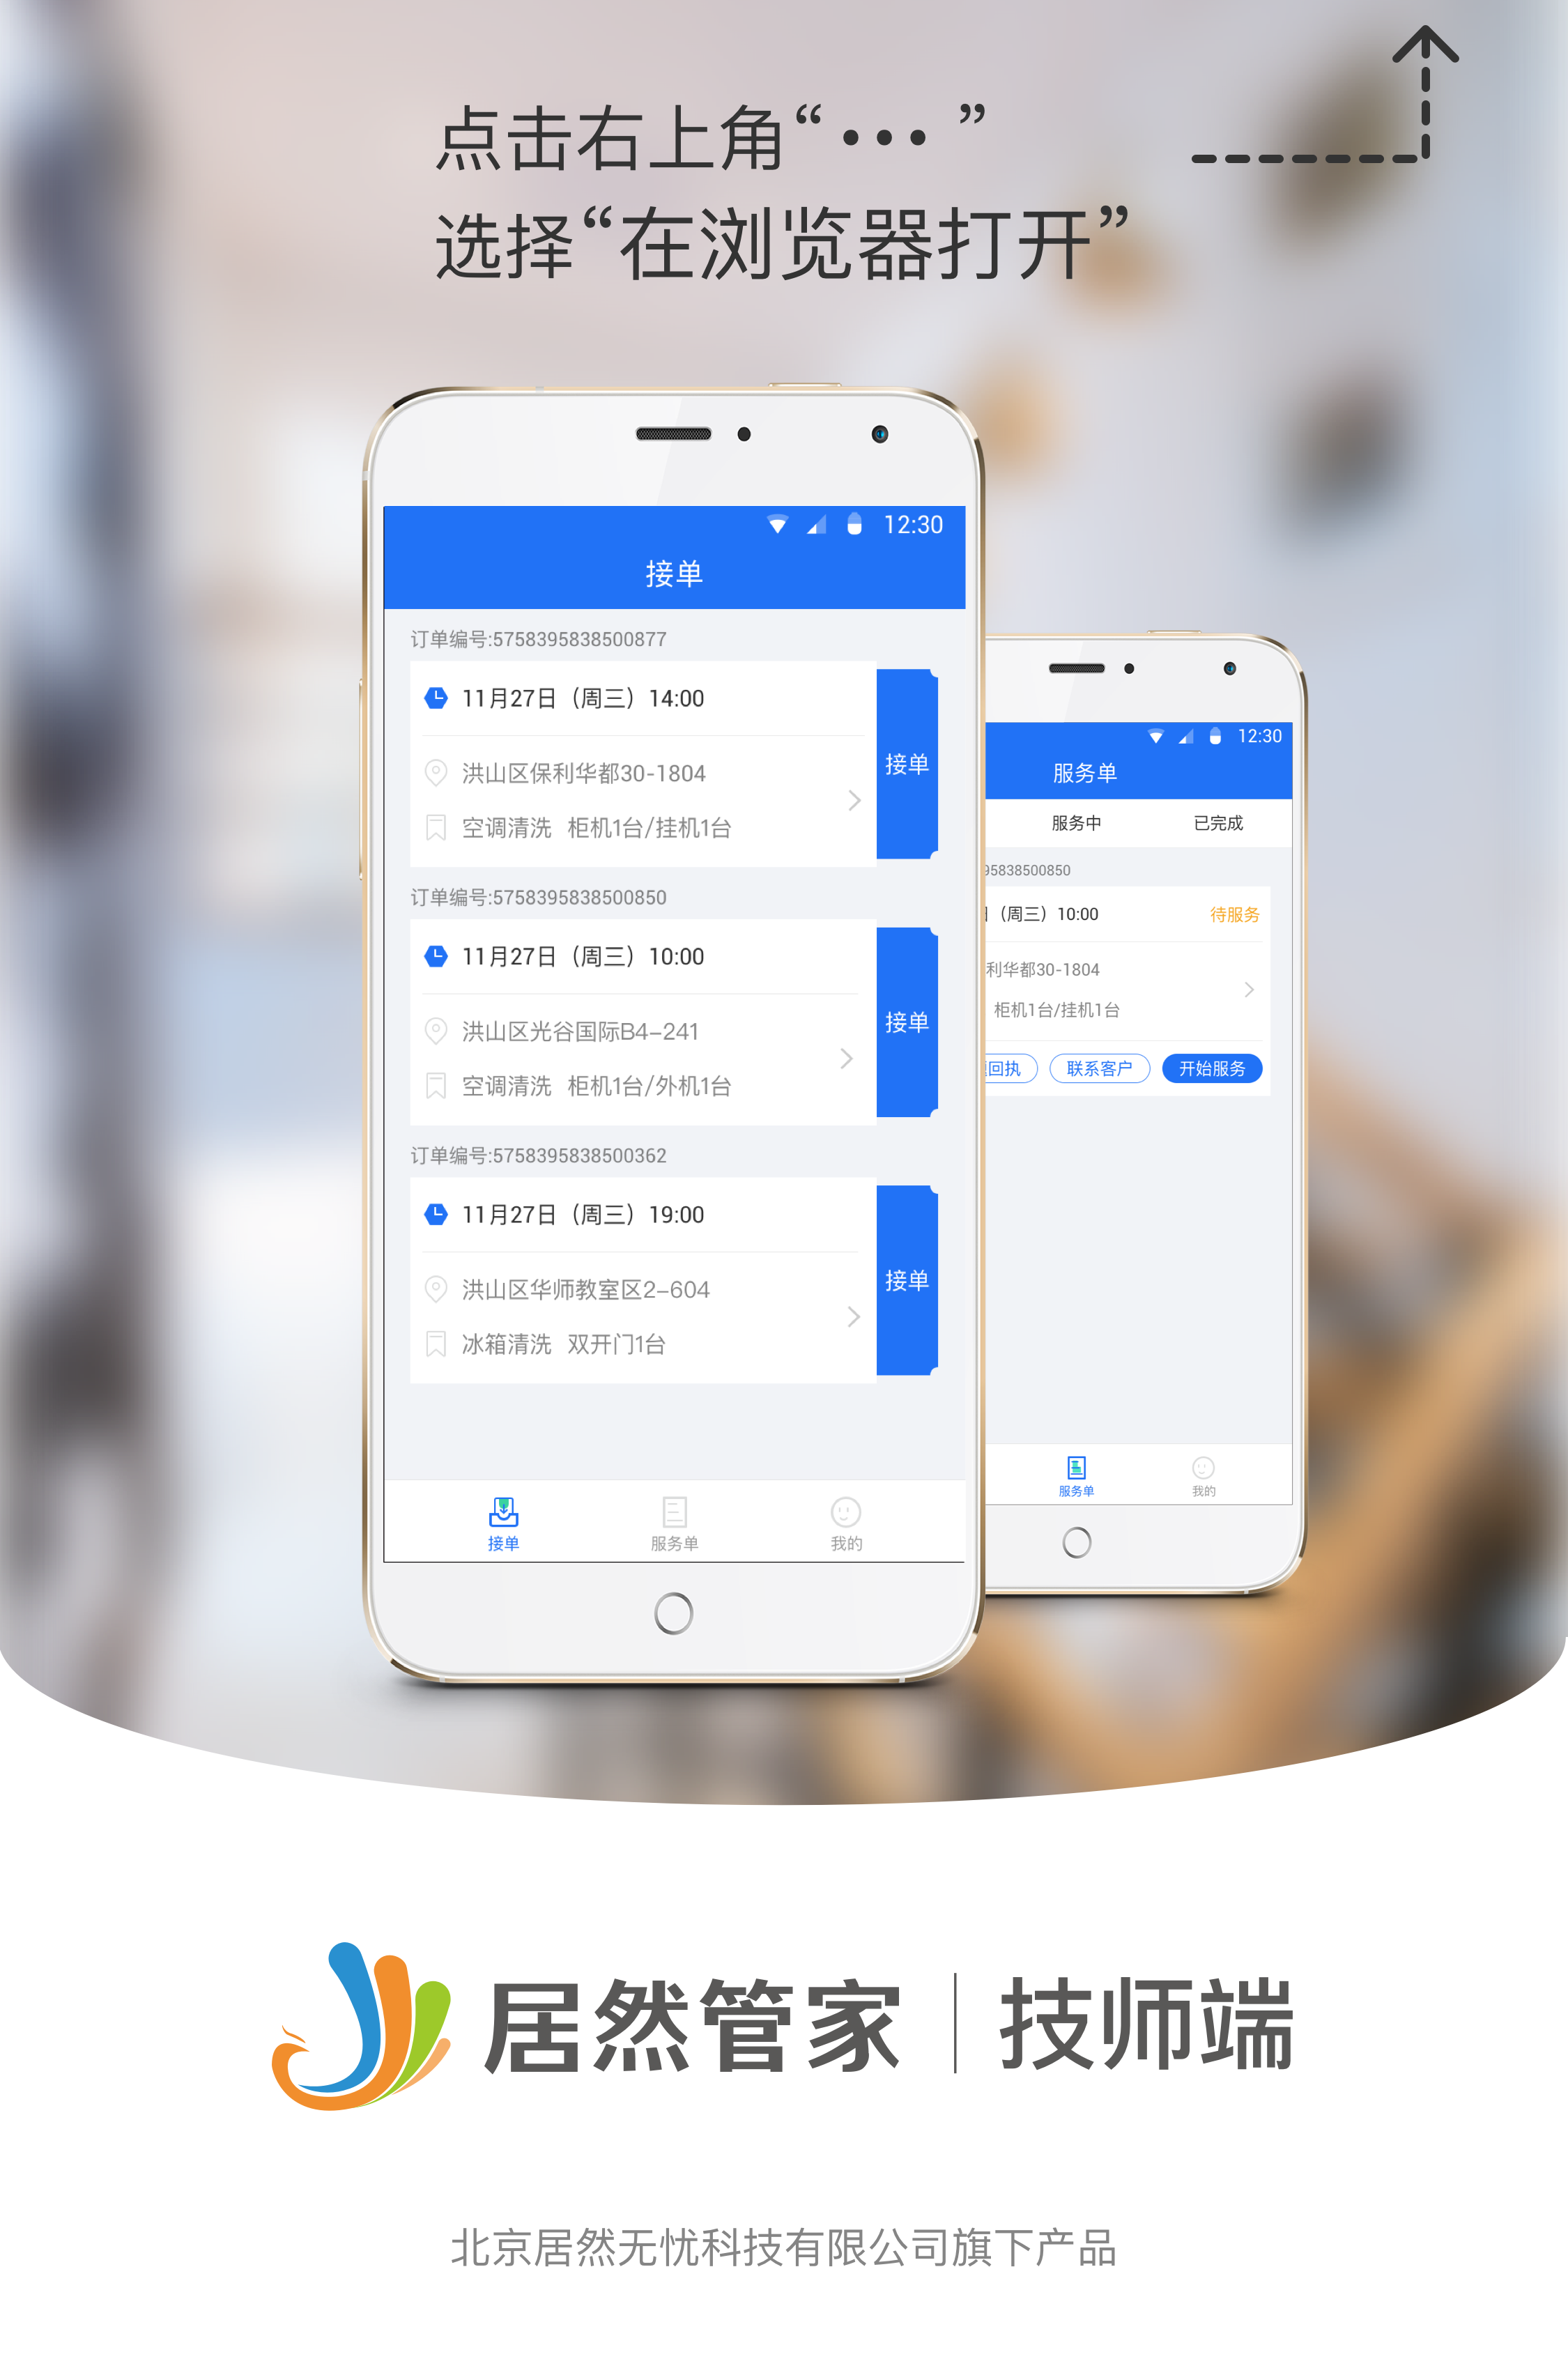 点击右上角“ ··· ”
选择“在浏览器打开”
12:30
接单
订单编号:5758395838500877
11月27日（周三）14:00
洪山区保利华都30-1804
空调清洗 柜机1台/挂机1台
接单
订单编号:5758395838500850
11月27日（周三）10:00
洪山区光谷国际B4-241
空调清洗 柜机1台/外机1台
接单
订单编号:5758395838500362
11月27日（周三）19:00
洪山区华师教室区2-604
冰箱清洗 双开门1台
接单
接单
服务单
我的
12:30
服务单
服务中
已完成
95838500850
（周三）10:00
待服务
利华都30-1804
柜机1台/挂机1台
回执
联系客户
开始服务
服务单
我的
居然管家
技师端
北京居然无忧科技有限公司旗下产品